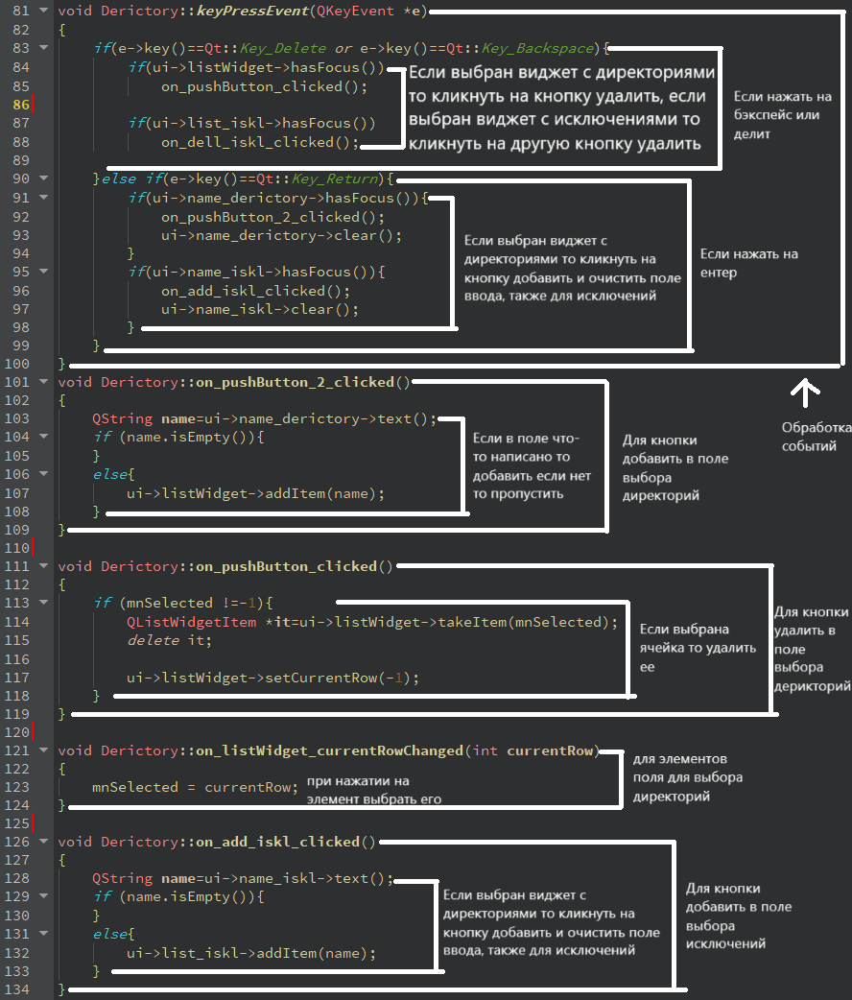 81 void Derictory::keyPressEvent(QKeyEvent *e)
82 {
83 if(e->key()==Qt::Key_Delete or e->key()==Qt::Key_Backspace){
84 if(ui->listWidget->hasFocus())
85 on_pushButton_clicked();
86
87 if(ui->list_iskl->hasFocus())
88 on_dell_iskl_clicked();
89
Если выбран виджет с директориями
то кликнуть на кнопку удалить, если
выбран виджет с исключениями то
кликнуть на другую кнопку удалить
Если нажать на
бэкспейс или
делит
90 }else if(e->key()==Qt::Key_Return){
91 if(ui->name_derictory->hasFocus()){
92 on_pushButton_2_clicked();
93 ui->name_derictory->clear();
94 }
95 if(ui->name_iskl->hasFocus()){
96 on_add_iskl_clicked();
97 ui->name_iskl->clear();
98 }
99 }
100 }
Если выбран виджет с
директориями то кликнуть на
кнопку добавить и очистить поле
ввода, также для исключений
Если нажать на
ентер
Обработка
событий
101 void Derictory::on_pushButton_2_clicked()
102 {
103 QString name=ui->name_derictory->text();
104 if (name.isEmpty()){
105 }
106 else{
107 ui->listWidget->addItem(name);
108 }
109 }
110
Если в поле что-
то написано то
добавить если нет
то пропустить
Для кнопки
добавить в поле
выбора
директорий
111 void Derictory::on_pushButton_clicked()
112 {
113 if (mnSelected !=-1){
114 QListWidgetItem *it=ui->listWidget->takeItem(mnSelected);
115 delete it;
116
117 ui->listWidget->setCurrentRow(-1);
118 }
119 }
120
Если выбрана
ячейка то удалить
ее
Для кнопки
удалить в
поле
выбора
дерикторий
121 void Derictory::on_listWidget_currentRowChanged(int currentRow)
122 {
123 mnSelected = currentRow;
124 }
125
при нажатии на
элемент выбрать его
для элементов
поля для выбора
директорий
126 void Derictory::on_add_iskl_clicked()
127 {
128 QString name=ui->name_iskl->text();
129 if (name.isEmpty()){
130 }
131 else{
132 ui->list_iskl->addItem(name);
133 }
134 }
Если выбран виджет с
директориями то кликнуть на
кнопку добавить и очистить поле
ввода, также для исключений
Для кнопки
добавить в поле
выбора
исключений